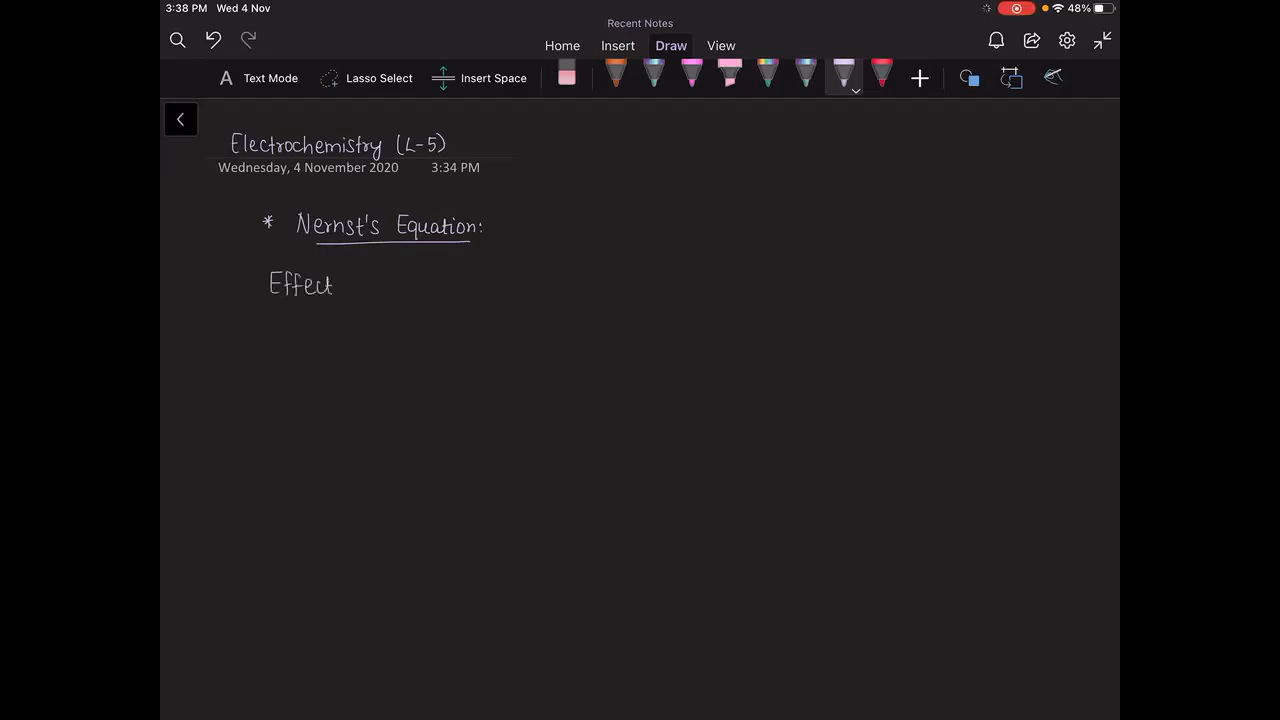 3:38 PM Wed 4 Nov 48%
Recent Notes
Home Insert Draw View
A Text Mode Lasso Select Insert Space
Electrochemistry (L-5)
Wednesday, 4 November 2020 3:34 PM
* Nernst's Equation:
Effect